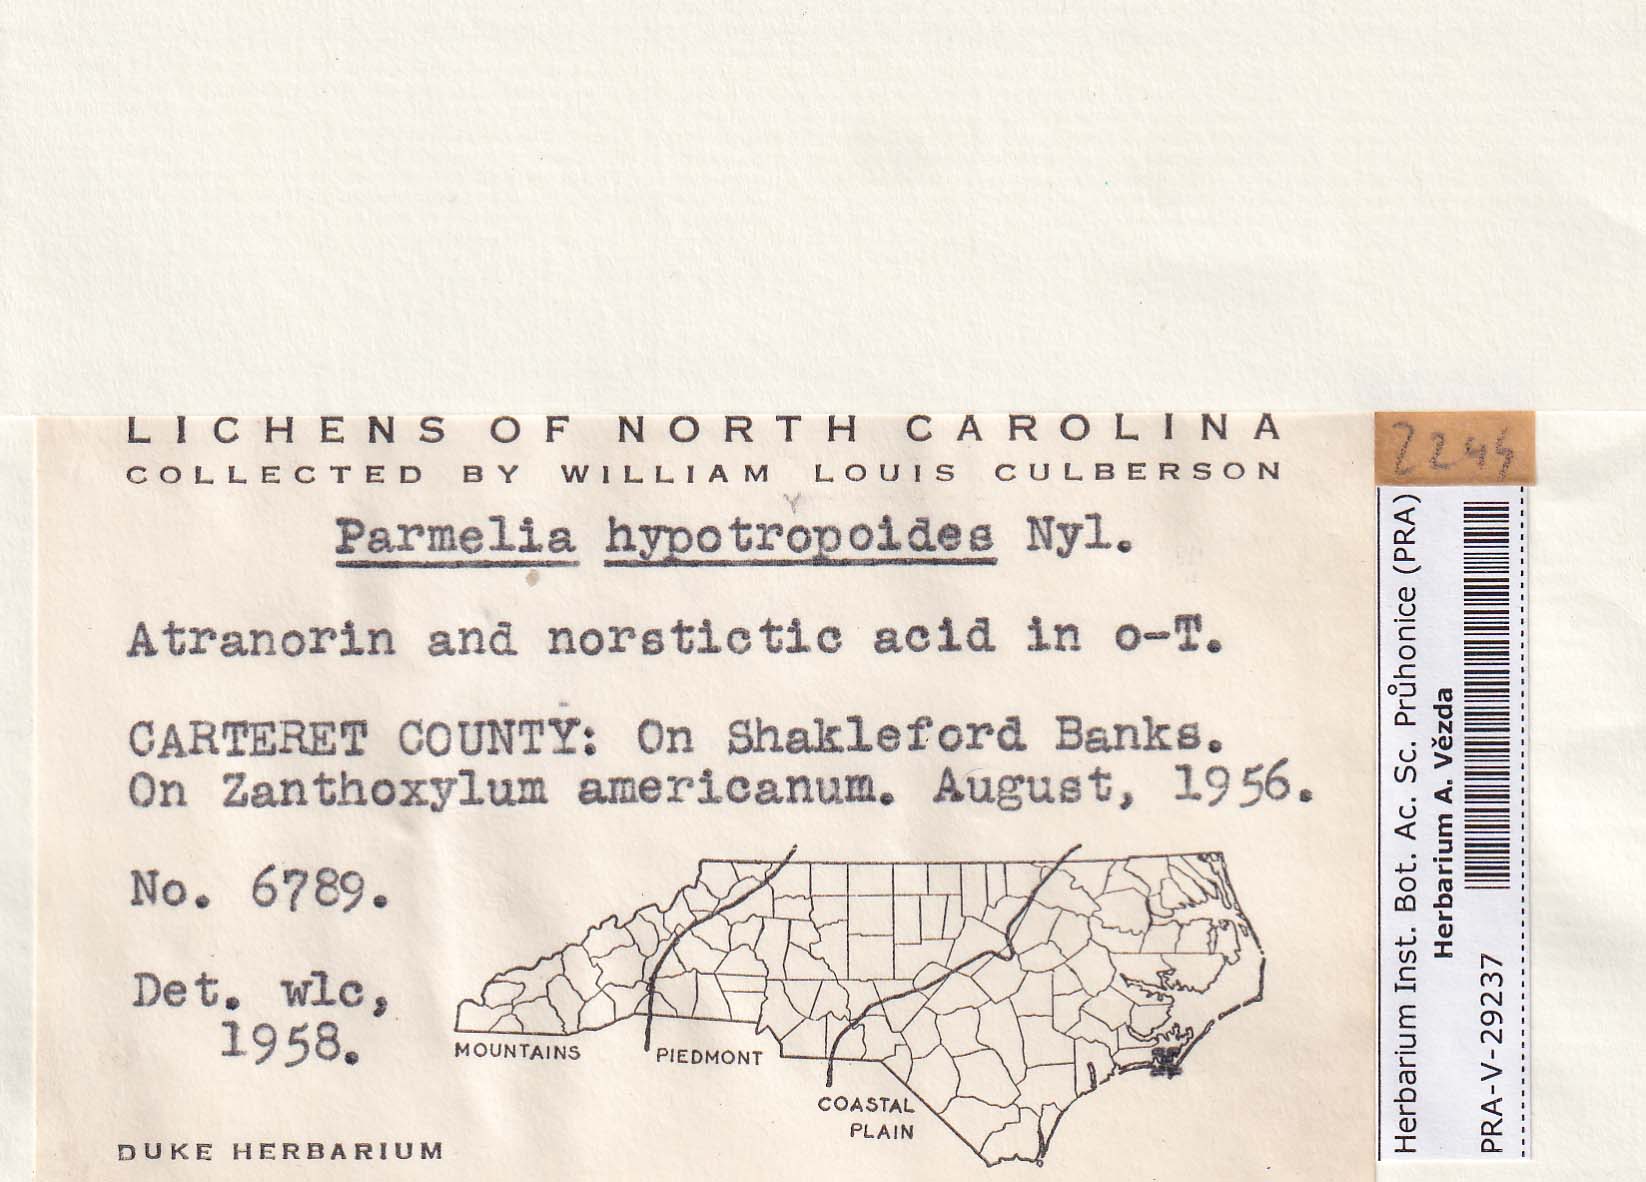 LICHENS OF NORTH CAROLINA
COLLECTED BY WILLIAM LOUIS CULBERSON
Parmelia hypotropoides Nyl.
Atranorin and norstictic acid in o-T.
CARTERET COUNTY: On Shakleford Banks.
On Zanthoxylum americanum. August, 1956.
No. 6789.
Det. wlc,
1958.
MOUNTAINS
PIEDMONT
COASTAL
PLAIN
DUKE HERBARIUM
Herbarium Inst. Bot. Ac. Sc. Průhonice (PRA)
Herbarium A. Vězda
PRA-V-29237